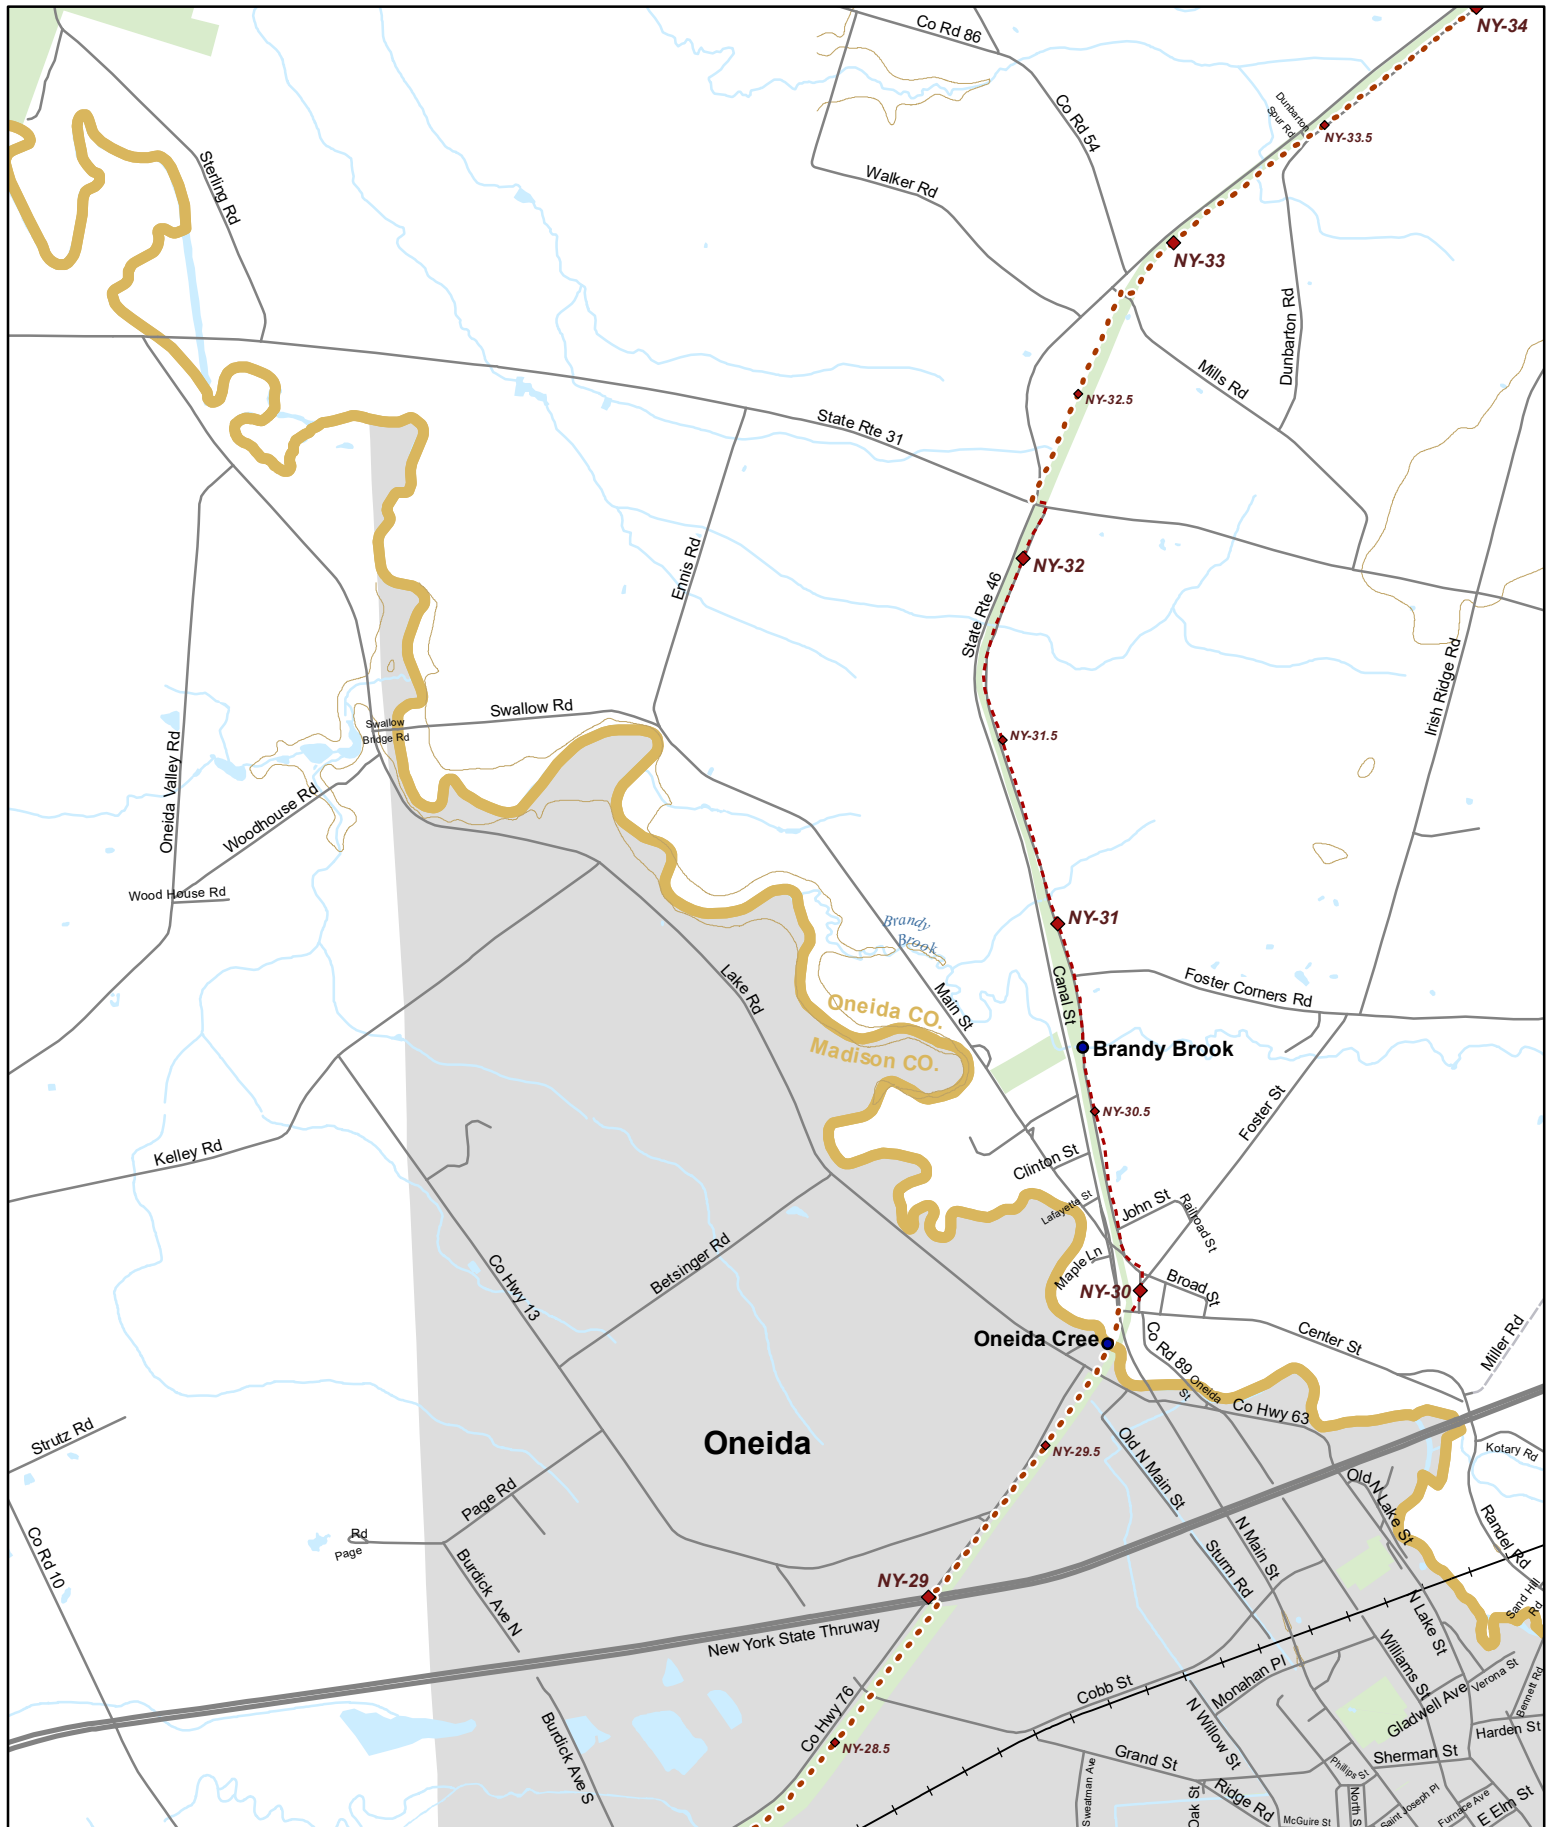 Co Rd 86
NY-34
Dunbarton
Spur Rd
NY-33.5
Co Rd 54
Walker Rd
Sterling Rd
NY-33
Dunbarton Rd
Mills Rd
NY-32.5
State Rte 31
Ennis Rd
NY-32
State Rte 46
Irish Ridge Rd
Swallow Rd
Swallow
Bridge Rd
NY-31.5
Oneida Valley Rd
Woodhouse Rd
Wood House Rd
Brandy
Brook
NY-31
Lake Rd
Main St
Canal St
Foster Corners Rd
Oneida CO.
Madison CO.
Brandy Brook
NY-30.5
Foster St
Kelley Rd
Clinton St
Lafayette St
John St
Railroad St
Betsinger Rd
Maple Ln
Co Hwy 13
NY-30
Broad St
Oneida Cree
Co Rd 89
Center St
Miller Rd
Oneida
St
Co Hwy 63
Strutz Rd
Oneida
NY-29.5
Old N Main St
Kotary Rd
Old N Lake St
Page Rd
Rd
Page
Co Rd 10
N Main St
Sturm Rd
Randel Rd
Burdick Ave N
NY-29
Sand Hill
Rd
New York State Thruway
N Lake St
Williams St
Monahan Pl
Verona St
Cobb St
Gladwell Ave
Bennett Rd
Co Hwy 76
N Willow St
Harden St
Burdick Ave S
NY-28.5
Grand St
Sherman St
Phillips St
Sweatman Ave
Oak St
Ridge Rd
North S
Saint Joseph Pl
Furnace Ave
E Elm St
McGuire St